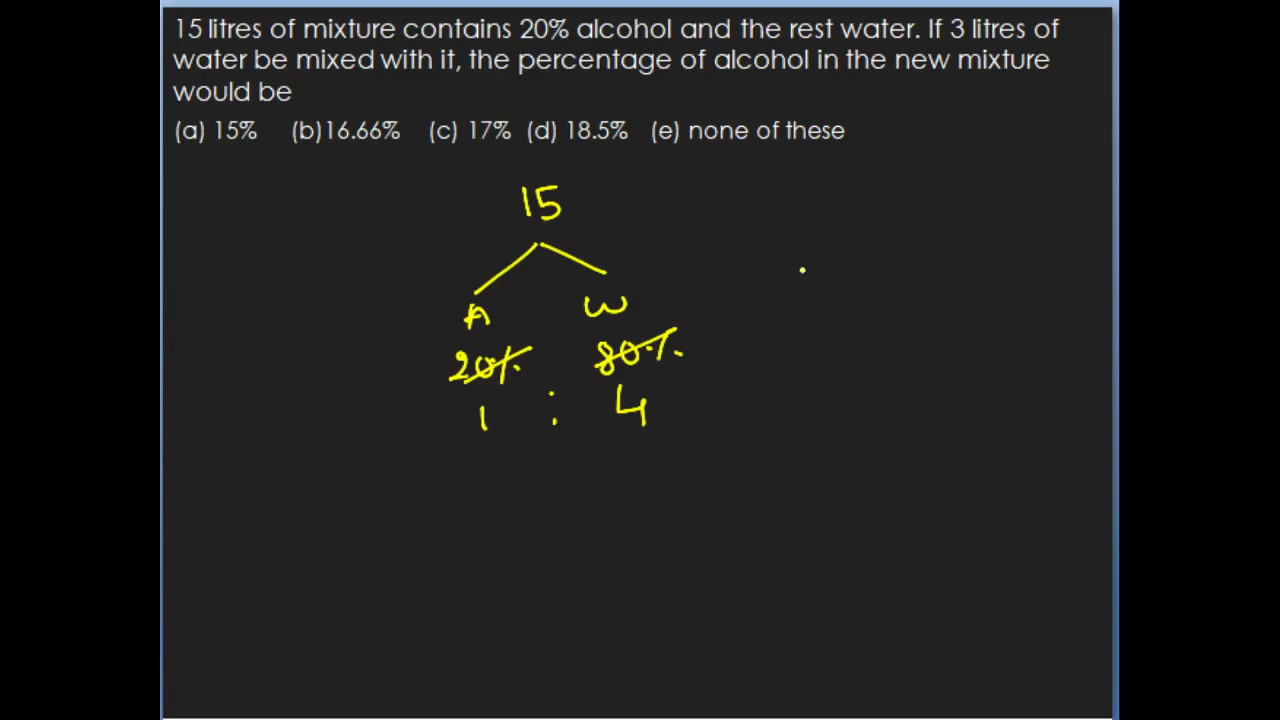 15 litres of mixture contains 20% alcohol and the rest water. If 3 litres of
water be mixed with it, the percentage of alcohol in the new mixture
would be
(a) 15% (b)16.66% (c) 17% (d) 18.5% (e) none of these
15
A W
20% 80%
1 : 4